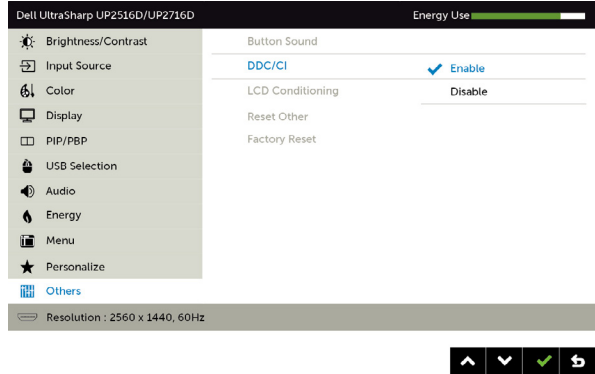 Dell UltraSharp UP2516D/UP2716D Energy Use
Brightness/Contrast Button Sound
Input Source DDC/CI Enable
Color LCD Conditioning Disable
Display Reset Other
PIP/PBP Factory Reset
USB Selection
Audio
Energy
Menu
Personalize
Others
Resolution : 2560 x 1440, 60Hz